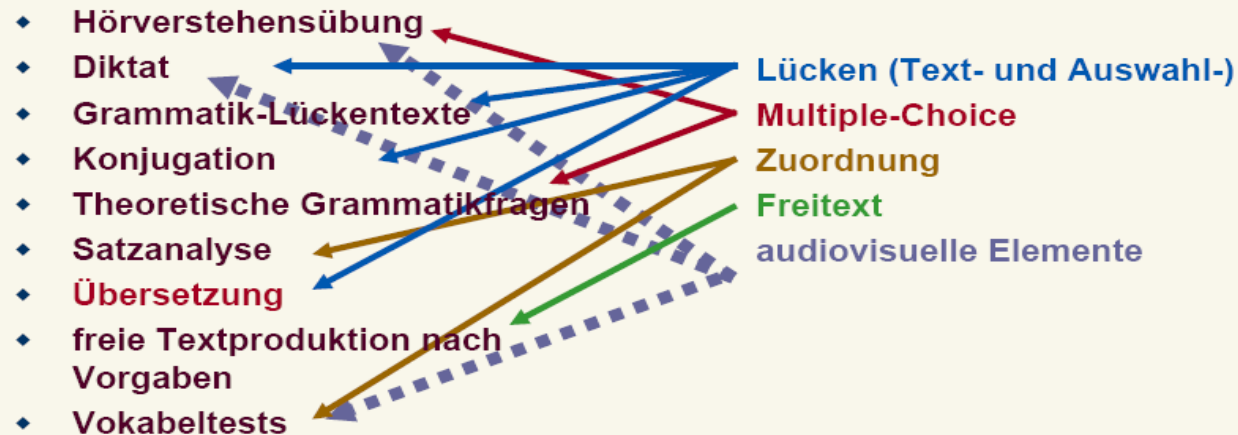 Hörverstehensübung
Diktat
Grammatik-Lückentexte
Konjugation
Theoretische Grammatikfragen
Satzanalyse
Übersetzung
freie Textproduktion nach
Vorgaben
Vokabeltests
Lücken (Text- und Auswahl-)
Multiple-Choice
Zuordnung
Freitext
audiovisuelle Elemente